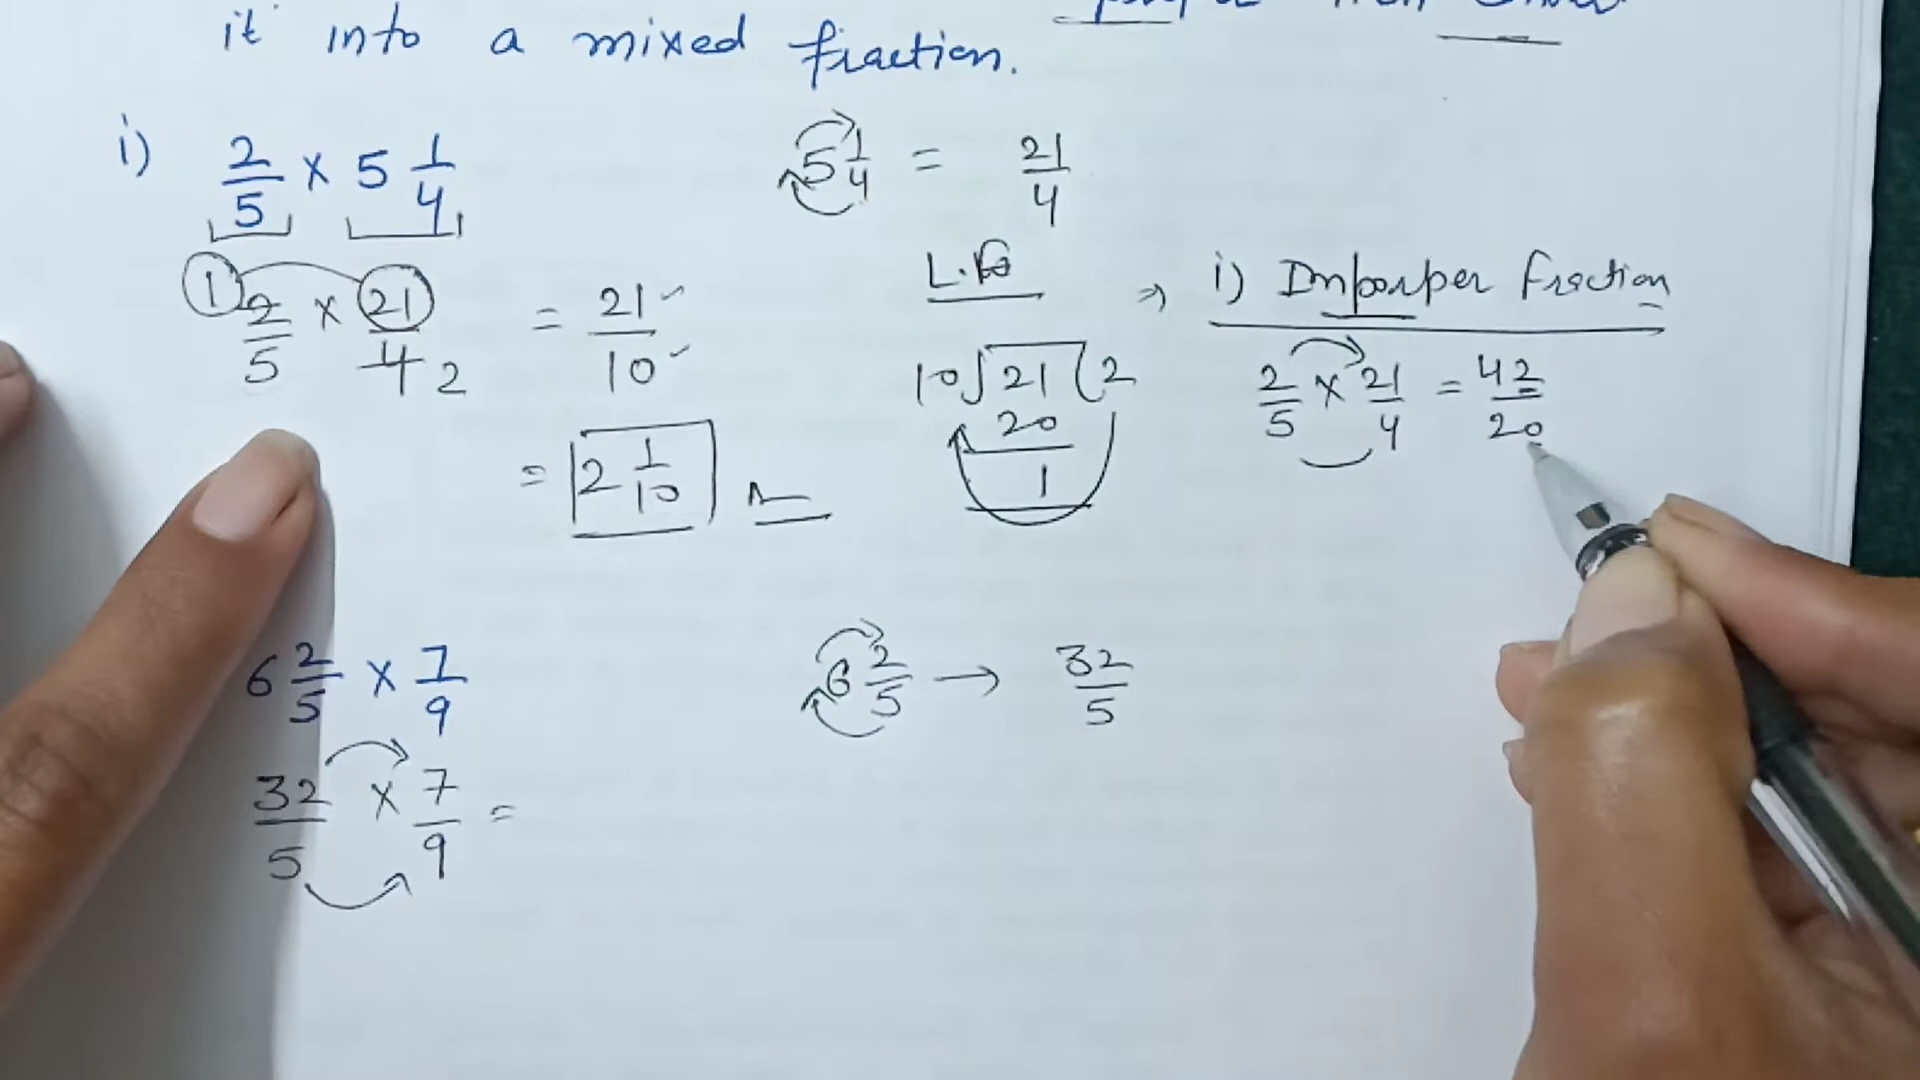 it into a mixed fraction.
i) 2/5 × 5 1/4
5 1/4 = 21/4
1 2/5 × 21/4 2 = 21/10
= 2 1/10
10 ) 21 ( 2
20
1
⇒ i) Imporper fraction
2/5 × 21/4 = 42/20
6 2/5 × 7/9
6 2/5 → 32/5
32/5 × 7/9 =